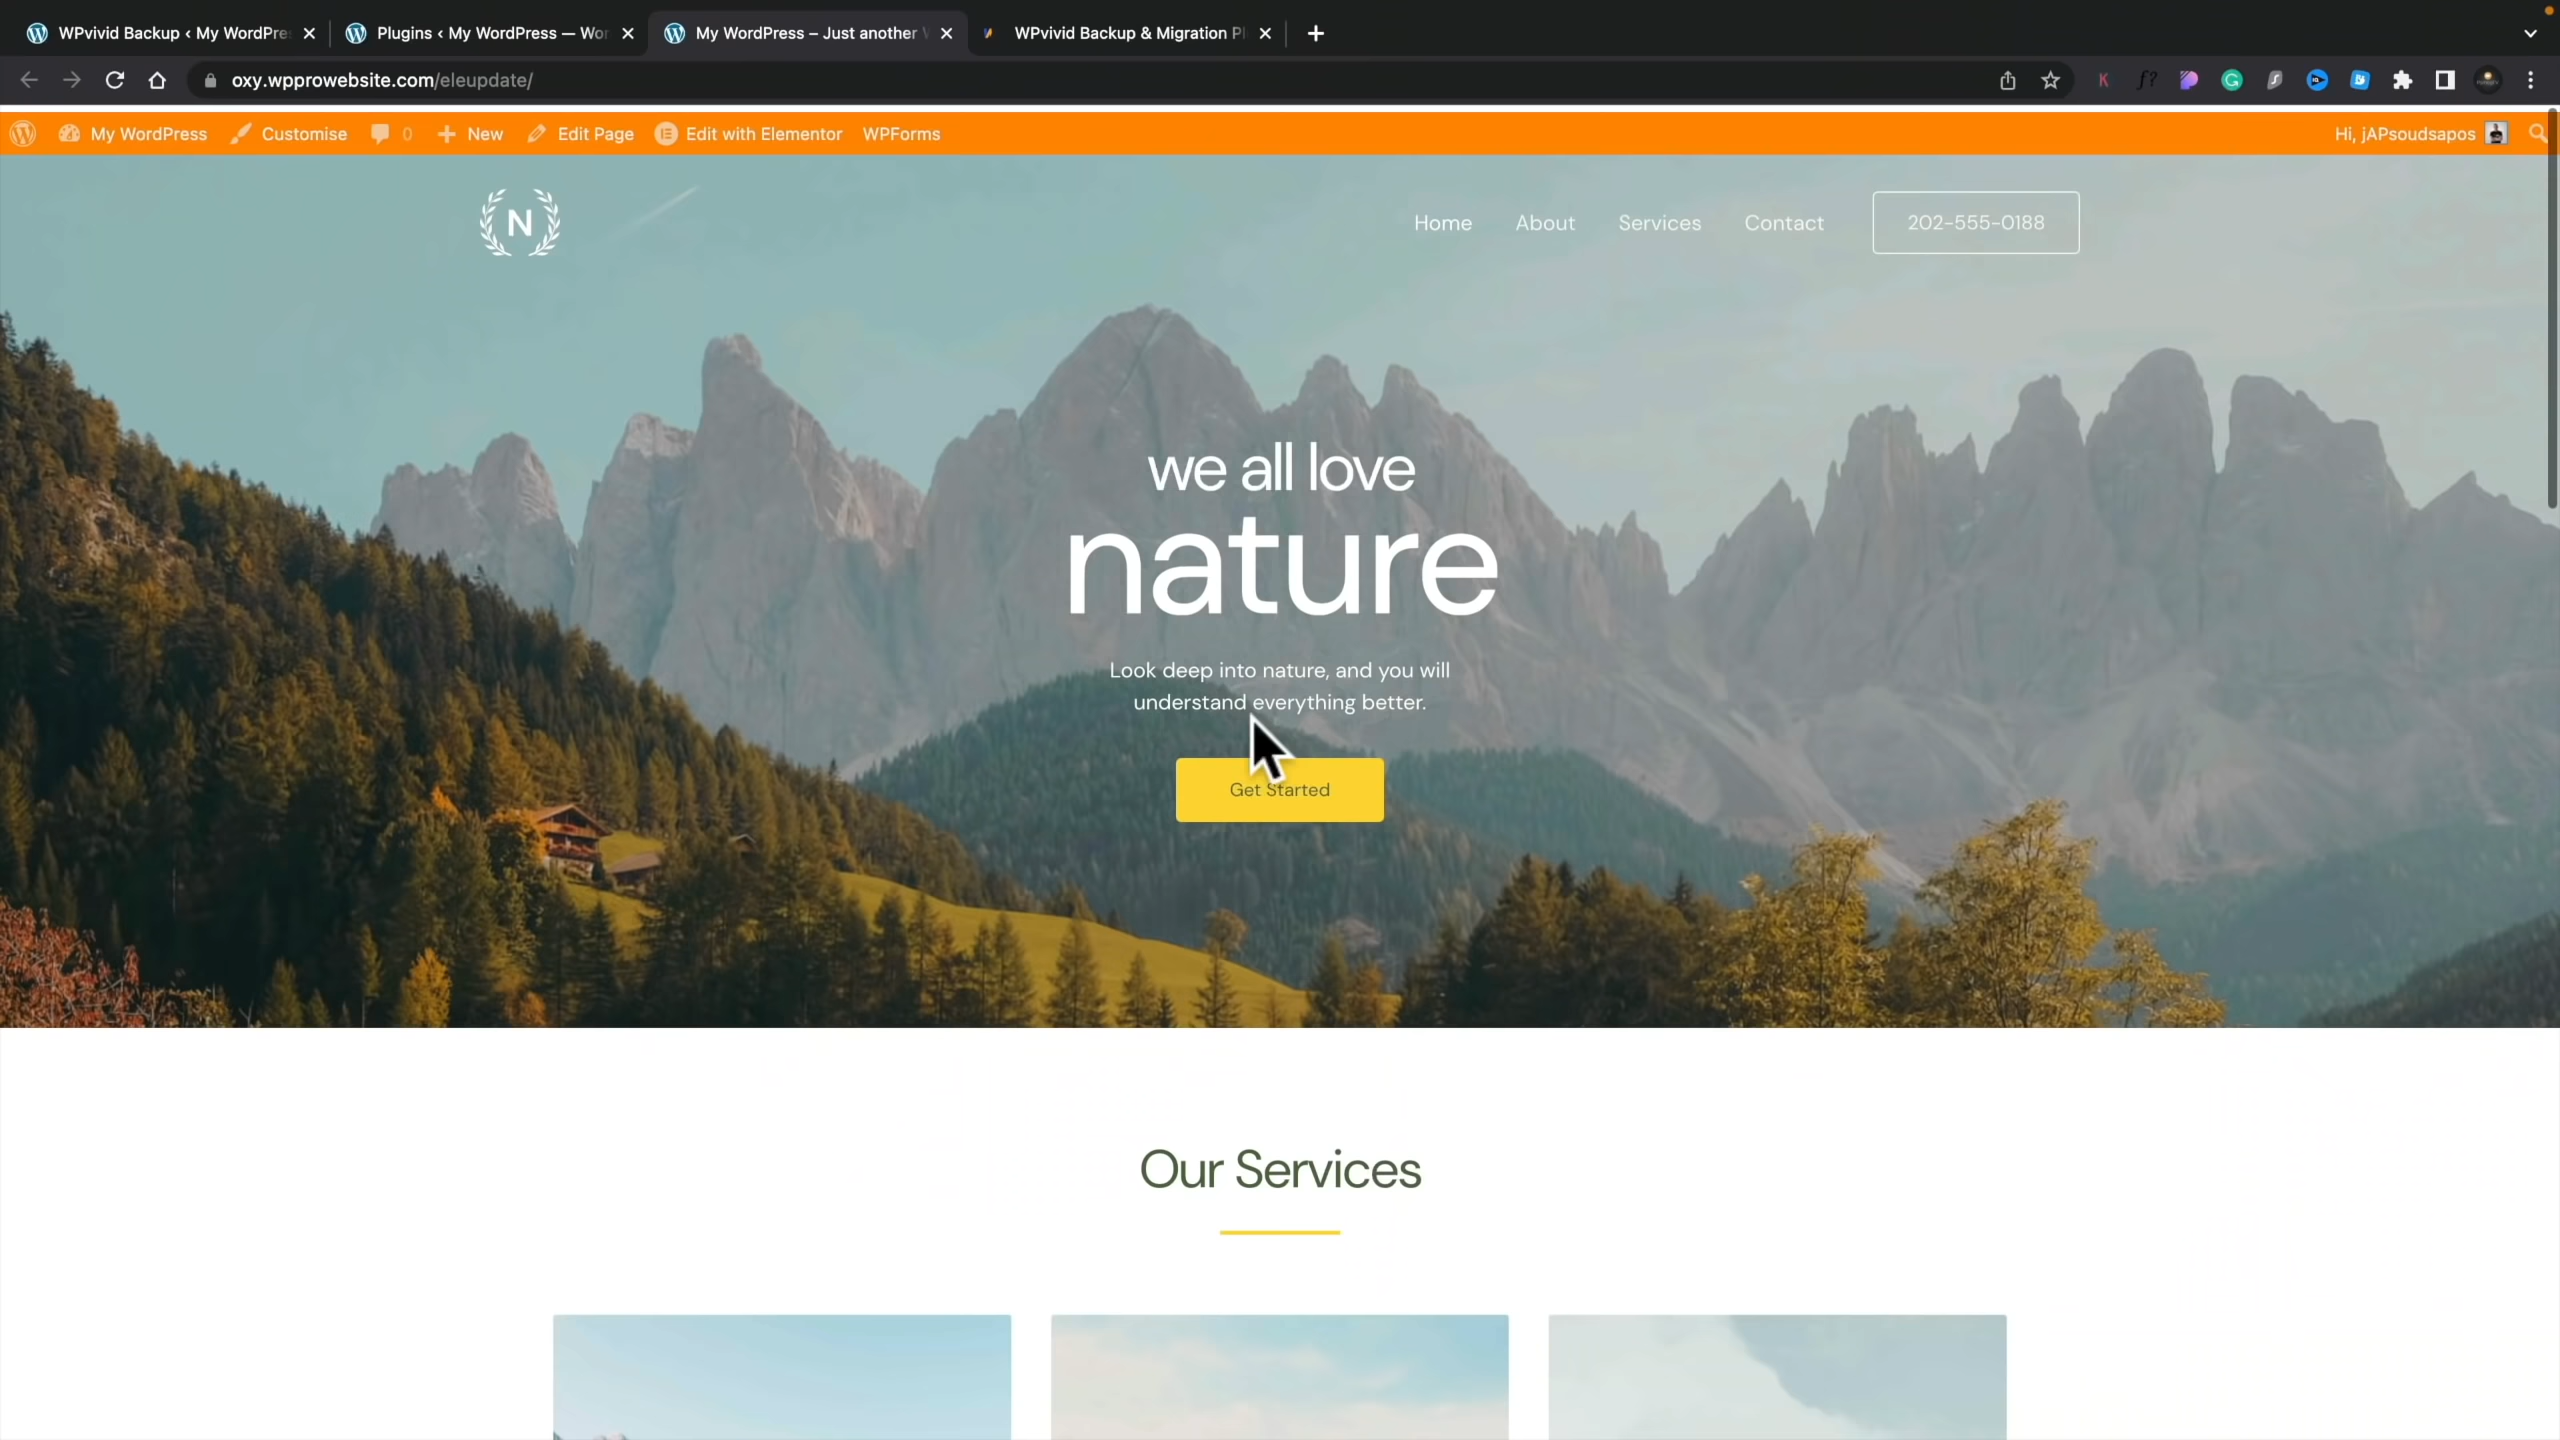 WPvivid Backup ‹ My WordPre
Plugins ‹ My WordPress — Wor
My WordPress – Just another
WPvivid Backup & Migration Pl
oxy.wpprowebsite.com/eleupdate/
My WordPress
Customise
0
New
Edit Page
Edit with Elementor
WPForms
Hi, jAPsoudsapos
N
Home
About
Services
Contact
202-555-0188
we all love
nature
Look deep into nature, and you will
understand everything better.
Get Started
Our Services